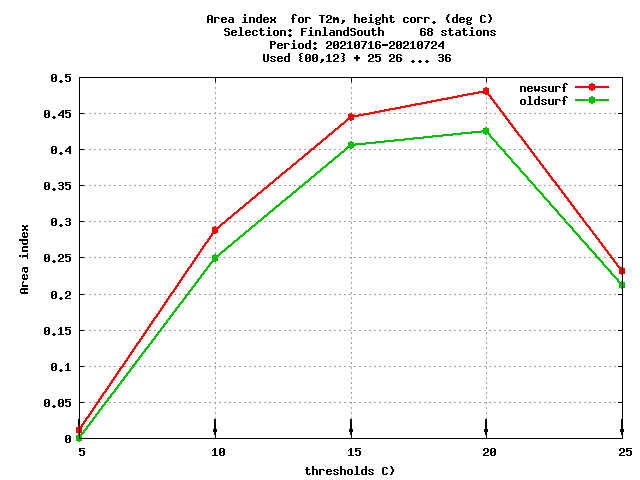 Area index  for T2m, height corr. (deg C)
Selection: FinlandSouth     68 stations
Period: 20210716-20210724
Used {00,12} + 25 26 ... 36
newsurf
oldsurf
0.5
0.45
0.4
0.35
0.3
0.25
0.2
0.15
0.1
0.05
0
Area index
5 10 15 20 25
thresholds C)